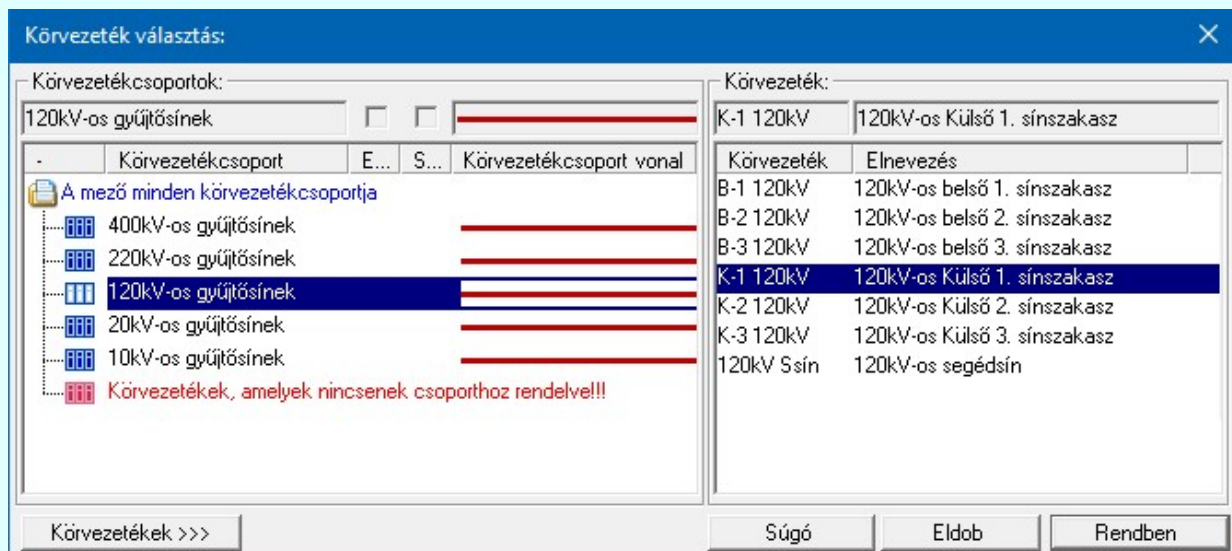 Körvezeték választás:
Körvezetékcsoportok:
120kV-os gyűjtősínek
- Körvezetékcsoport E... S... Körvezetékcsoport vonal
A mező minden körvezetékcsoportja
400kV-os gyűjtősínek
220kV-os gyűjtősínek
120kV-os gyűjtősínek
20kV-os gyűjtősínek
10kV-os gyűjtősínek
Körvezetékek, amelyek nincsenek csoporthoz rendelve!!!
Körvezetékek >>>
Körvezeték:
K-1 120kV 120kV-os Külső 1. sínszakasz
Körvezeték Elnevezés
B-1 120kV 120kV-os belső 1. sínszakasz
B-2 120kV 120kV-os belső 2. sínszakasz
B-3 120kV 120kV-os belső 3. sínszakasz
K-1 120kV 120kV-os Külső 1. sínszakasz
K-2 120kV 120kV-os Külső 2. sínszakasz
K-3 120kV 120kV-os Külső 3. sínszakasz
120kV Ssín 120kV-os segédsín
Súgó Eldob Rendben